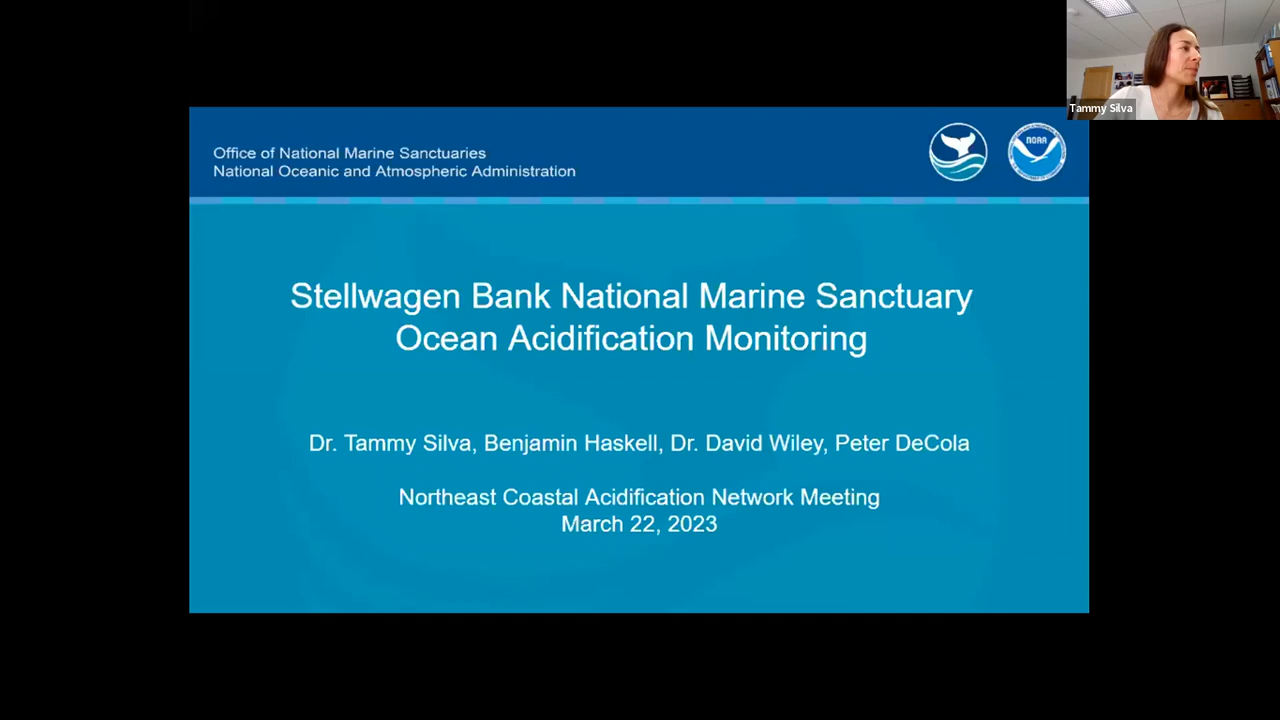 Tammy Silva
Office of National Marine Sanctuaries
National Oceanic and Atmospheric Administration
NOAA
Stellwagen Bank National Marine Sanctuary
Ocean Acidification Monitoring
Dr. Tammy Silva, Benjamin Haskell, Dr. David Wiley, Peter DeCola
Northeast Coastal Acidification Network Meeting
March 22, 2023